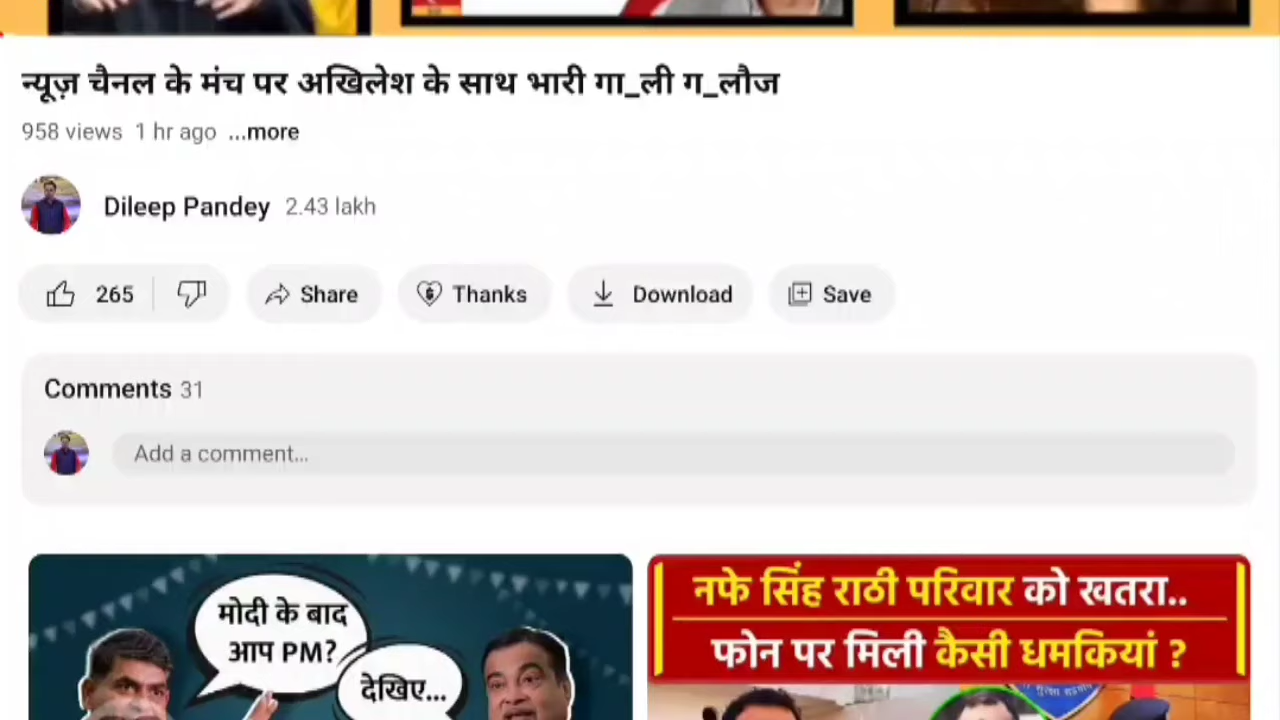 न्यूज़ चैनल के मंच पर अखिलेश के साथ भारी गा_ली ग_लौज
958 views 1 hr ago ...more
Dileep Pandey 2.43 lakh
265 Share Thanks Download Save
Comments 31
Add a comment...
मोदी के बाद
आप PM?
देखिए...
नफे सिंह राठी परिवार को खतरा..
फोन पर मिली कैसी धमकियां ?